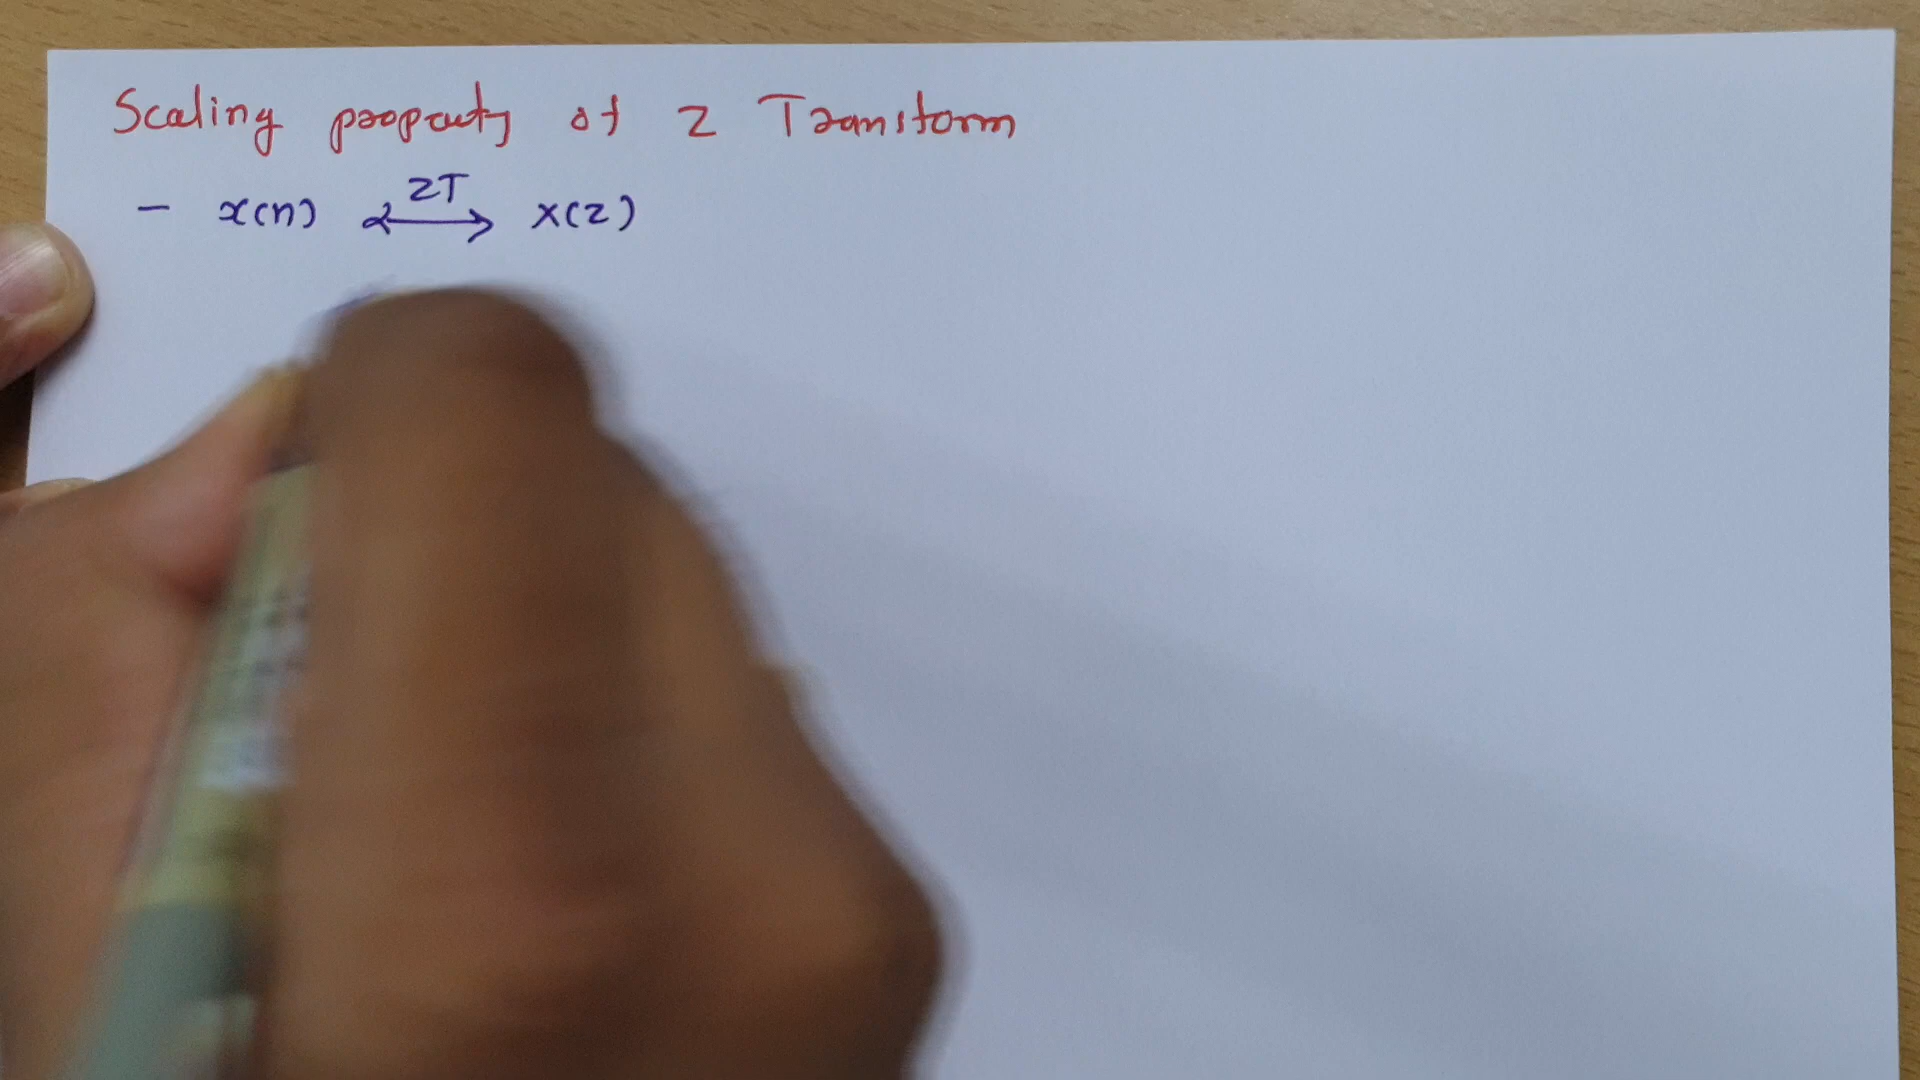 Scaling property of Z Transform
- x(n) ⟷ ZT X(z)